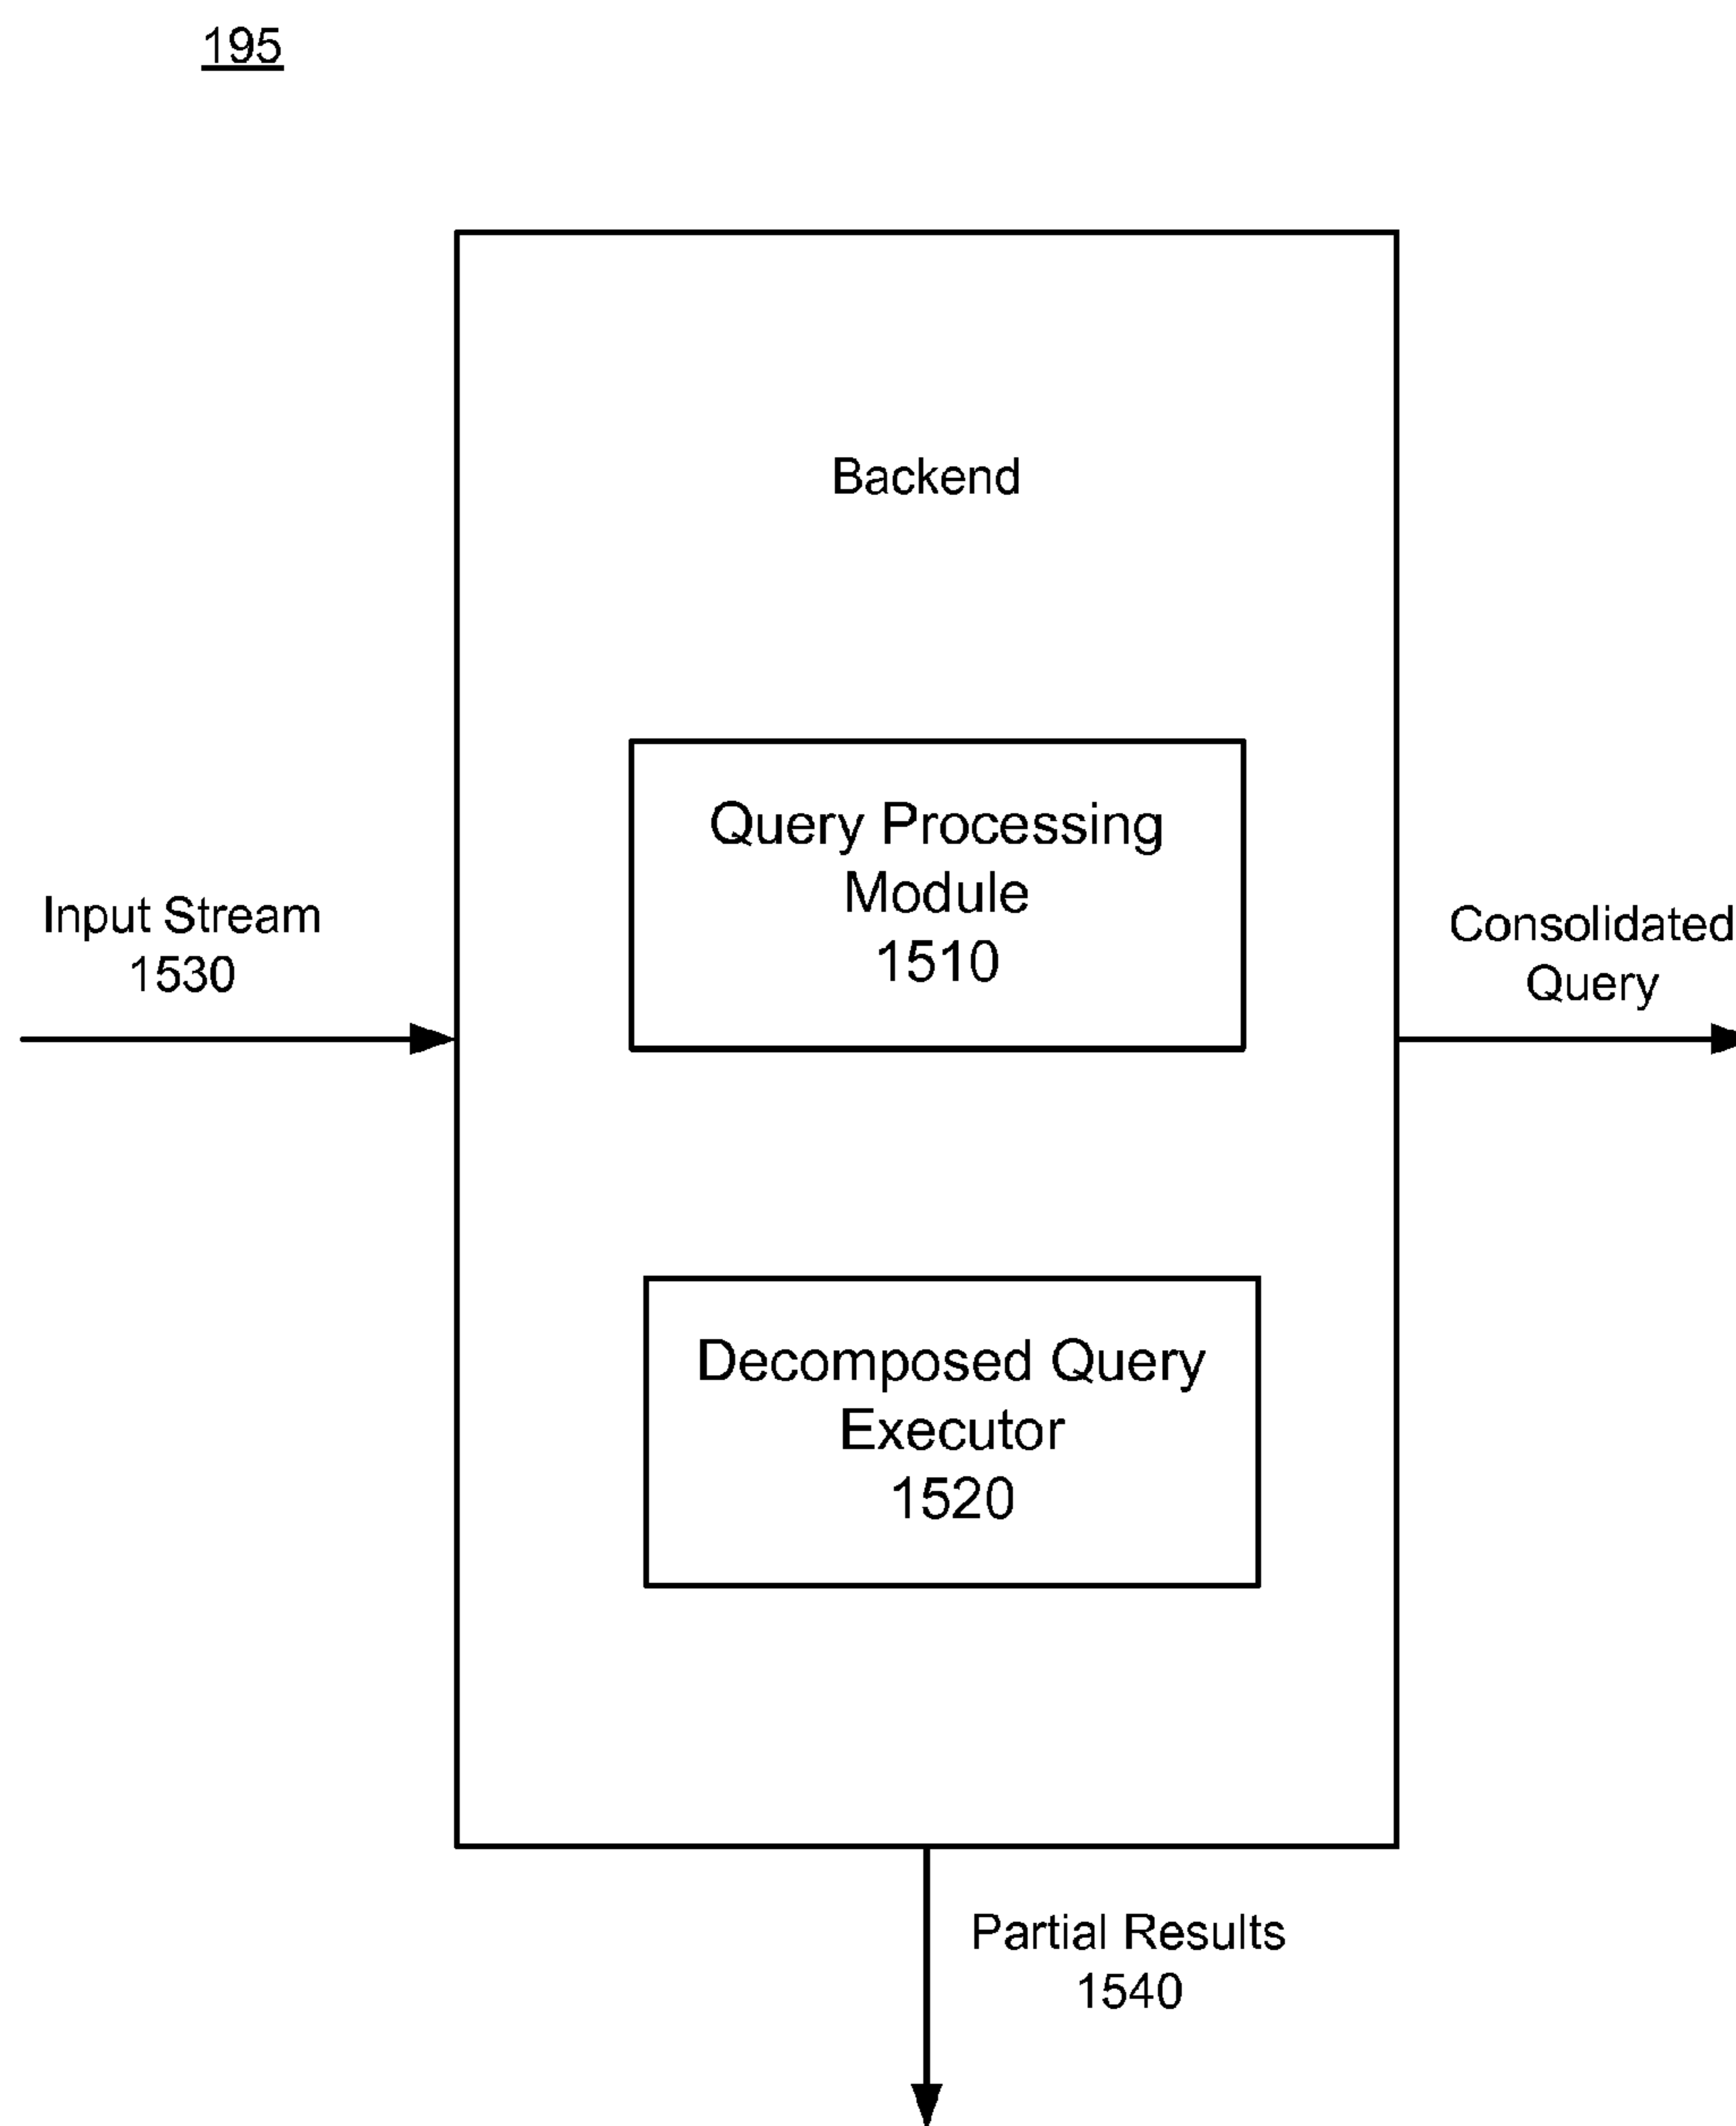 195
Backend
Query Processing
Module
1510
Input Stream
1530
Consolidated
Query
Decomposed Query
Executor
1520
Partial Results
1540